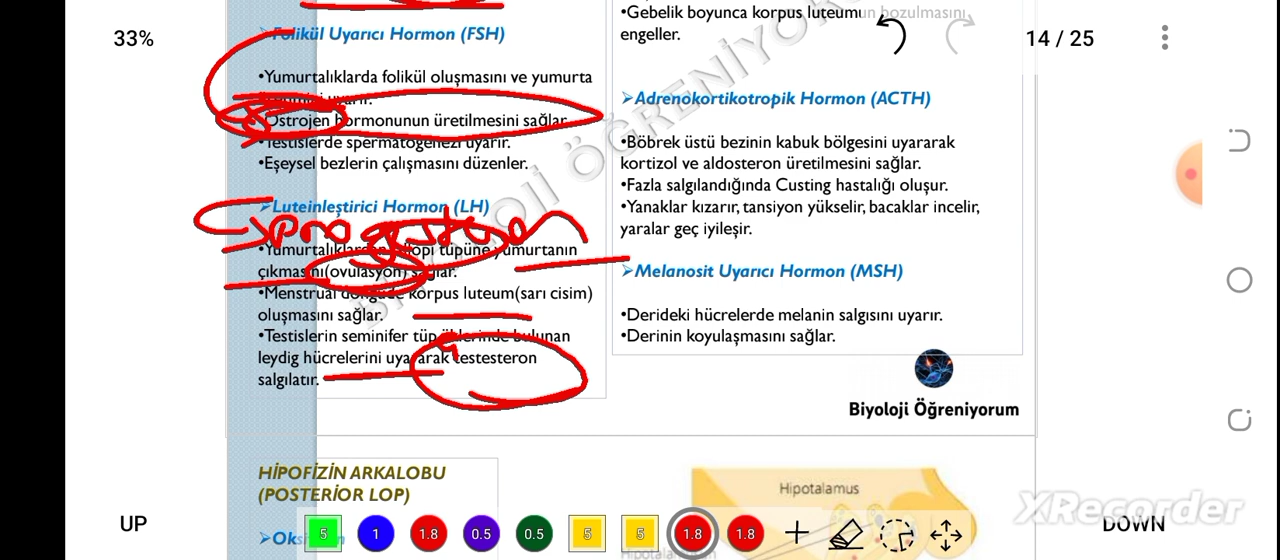 33%
14 / 25
Folikül Uyarıcı Hormon (FSH)
•Yumurtalıklarda folikül oluşmasını ve yumurta
uyarır.
Östrojen hormonunun üretilmesini sağlar.
•Testislerde spermatogenezi uyarır.
•Eşeysel bezlerin çalışmasını düzenler.
➢Luteinleştirici Hormon (LH)
progesteron
•Yumurtalıklardan fallopi tüpüne yumurtanın
çıkmasını(ovulasyon) sağlar.
•Menstrual döngüde korpus luteum(sarı cisim)
oluşmasını sağlar.
•Testislerin seminifer tüp bulunan
leydig hücrelerini uyararak testesteron
salgılatır.
•Gebelik boyunca korpus luteumun bozulmasını
engeller.
➢Adrenokortikotropik Hormon (ACTH)
•Böbrek üstü bezinin kabuk bölgesini uyararak
kortizol ve aldosteron üretilmesini sağlar.
•Fazla salgılandığında Custing hastalığı oluşur.
•Yanaklar kızarır, tansiyon yükselir, bacaklar incelir,
yaralar geç iyileşir.
➢Melanosit Uyarıcı Hormon (MSH)
•Derideki hücrelerde melanin salgısını uyarır.
•Derinin koyulaşmasını sağlar.
BİYOLOJİ ÖĞRENİYOR
Biyoloji Öğreniyorum
HİPOFİZİN ARKALOBU
(POSTERİOR LOP)
Hipotalamus
UP
5 1 1.8 0.5 0.5 5 5 1.8 1.8
DOWN
XRecorder